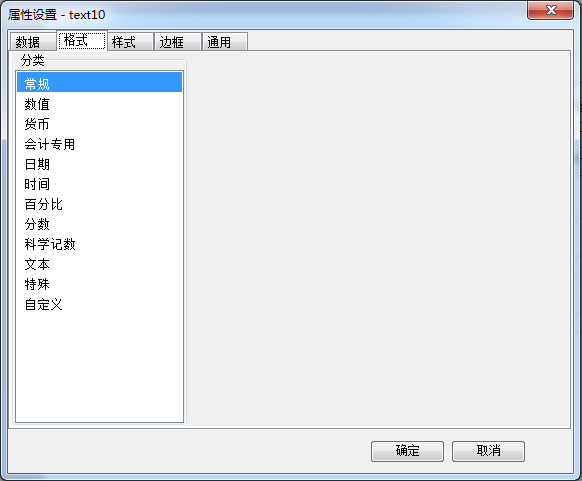 属性设置 - text10
数据 格式 样式 边框 通用
分类
常规
数值
货币
会计专用
日期
时间
百分比
分数
科学记数
文本
特殊
自定义
确定 取消